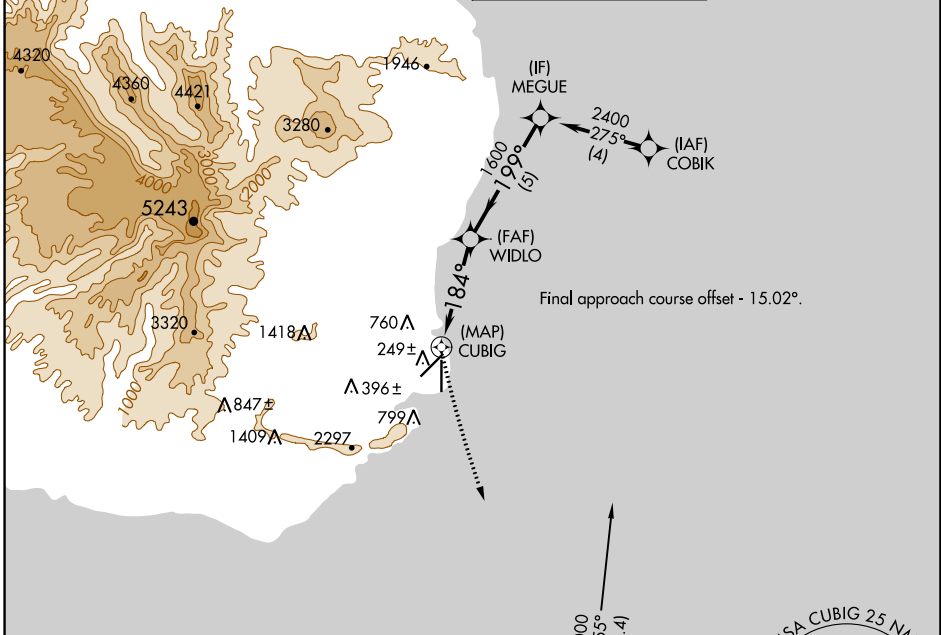 4320
4360
4421
1946
3280
(IF)
MEGUE
2400
275°
(4)
(IAF)
COBIK
1600
199°
(5)
3000
2000
4000
5243
(FAF)
WIDLO
184°
Final approach course offset - 15.02°.
3320
1418
760
249±
(MAP)
CUBIG
396±
1000
847±
799
1409
2297
CUBIG 25